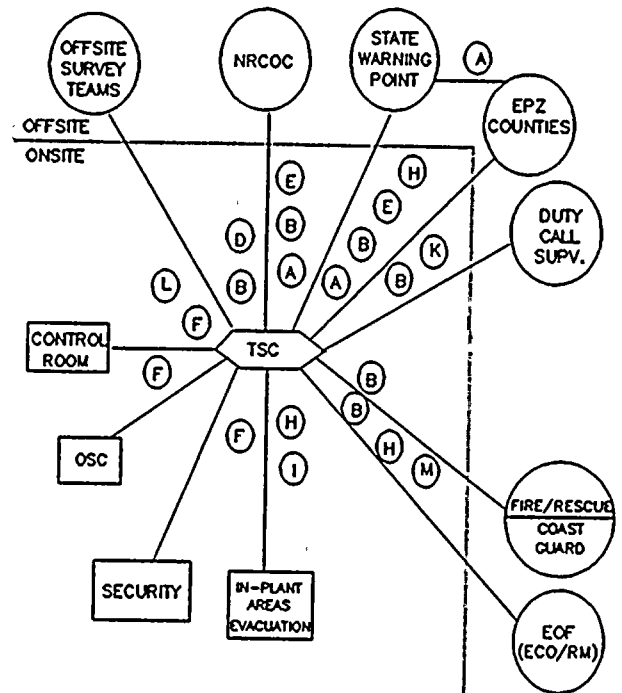 OFFSITE
SURVEY
TEAMS
NRCOC
STATE
WARNING
POINT
A
EPZ
COUNTIES
OFFSITE
ONSITE
E
H
B
E
D
B
K
DUTY
CALL
SUPV.
B
A
A
B
L
F
CONTROL
ROOM
TSC
F
B
B
OSC
F
H
H
I
M
FIRE/RESCUE
COAST
GUARD
SECURITY
IN-PLANT
AREAS
EVACUATION
EOF
(ECO/RM)